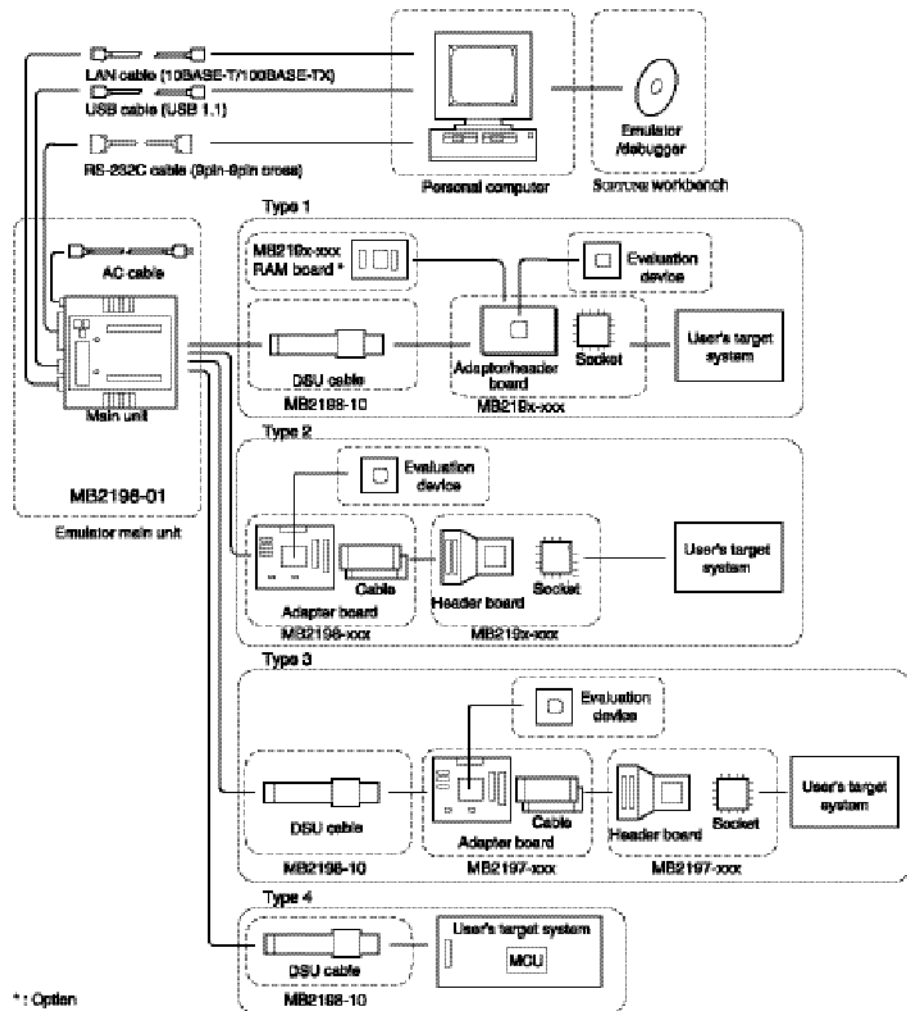 LAN cable (10BASE-T/100BASE-TX)
USB cable (USB 1.1)
RS-232C cable (9pin-9pin cross)
Personal computer
Emulator
/debugger
SOFTUNE workbench
AC cable
Main unit
MB2198-01
Emulator main unit
Type 1
MB219x-xxx
RAM board *
Evaluation
device
DSU cable
MB2198-10
Adapter/header
board
Socket
MB219x-xxx
User's target
system
Type 2
Evaluation
device
Adapter board
Cable
MB2198-xxx
Header board
Socket
MB219x-xxx
User's target
system
Type 3
Evaluation
device
DSU cable
MB2198-10
Adapter board
Cable
MB2197-xxx
Header board
Socket
MB2197-xxx
User's target
system
Type 4
DSU cable
MB2198-10
User's target system
MCU
* : Option